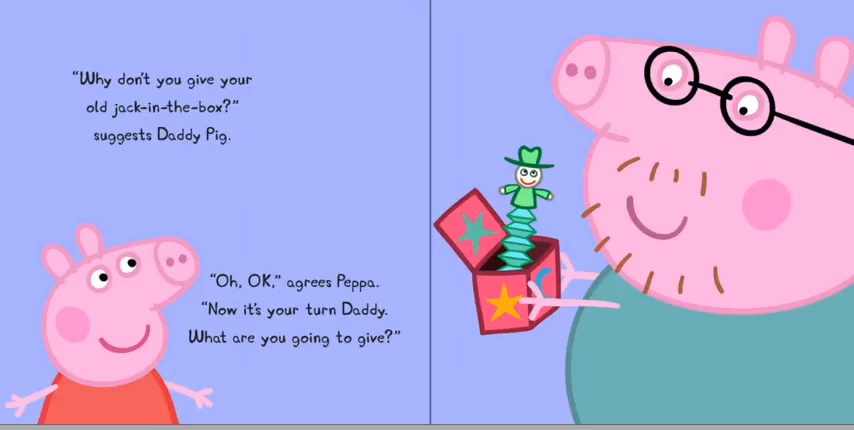 “Why don’t you give your
old jack-in-the-box?”
suggests Daddy Pig.
“Oh, OK,” agrees Peppa.
“Now it’s your turn Daddy.
What are you going to give?”